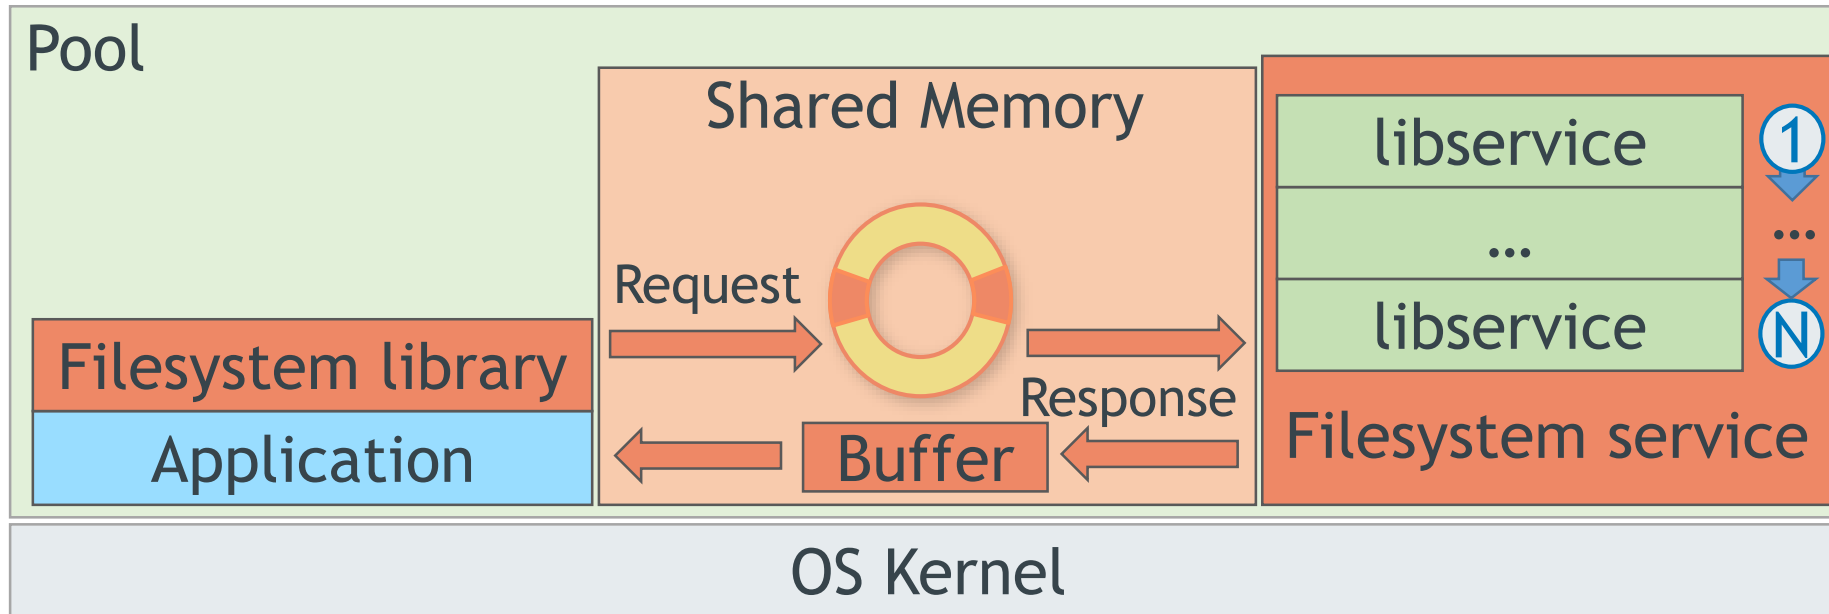 Pool
Shared Memory
Request
Response
Buffer
Filesystem library
Application
libservice
...
libservice
1
...
N
Filesystem service
OS Kernel